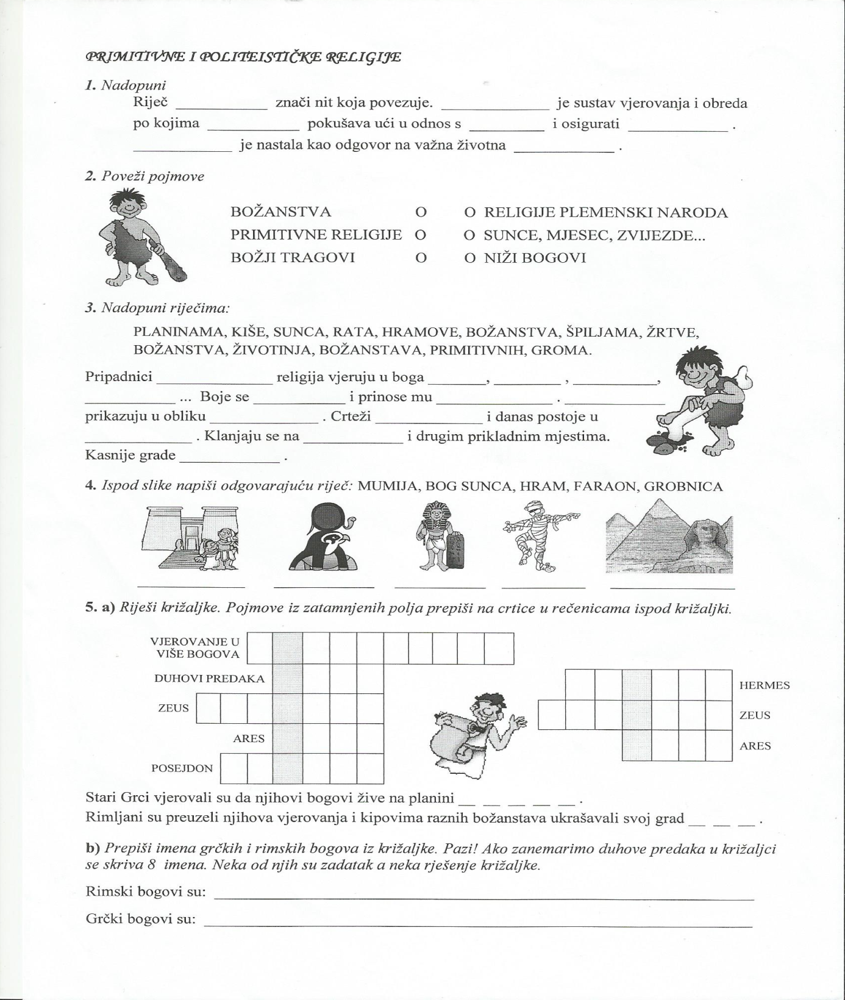 PRIMITIVNE I POLITEISTIČKE RELIGIJE
1. Nadopuni
Riječ ____________ znači nit koja povezuje. ______________ je sustav vjerovanja i obreda
po kojima ____________ pokušava ući u odnos s __________ i osigurati _____________ .
_____________ je nastala kao odgovor na važna životna _____________ .
2. Poveži pojmove
BOŽANSTVA O O RELIGIJE PLEMENSKI NARODA
PRIMITIVNE RELIGIJE O O SUNCE, MJESEC, ZVIJEZDE...
BOŽJI TRAGOVI O O NIŽI BOGOVI
3. Nadopuni riječima:
PLANINAMA, KIŠE, SUNCA, RATA, HRAMOVE, BOŽANSTVA, ŠPILJAMA, ŽRTVE,
BOŽANSTVA, ŽIVOTINJA, BOŽANSTAVA, PRIMITIVNIH, GROMA.
Pripadnici _______________ religija vjeruju u boga _______, ________ , ___________,
____________ ... Boje se ____________ i prinose mu _______________ . _____________
prikazuju u obliku ______________ . Crteži ______________ i danas postoje u
______________ . Klanjaju se na _____________ i drugim prikladnim mjestima.
Kasnije grade _____________ .
4. Ispod slike napiši odgovarajuću riječ: MUMIJA, BOG SUNCA, HRAM, FARAON, GROBNICA
5. a) Riješi križaljke. Pojmove iz zatamnjenih polja prepiši na crtice u rečenicama ispod križaljki.
VJEROVANJE U
VIŠE BOGOVA
DUHOVI PREDAKA
HERMES
ZEUS
ZEUS
ARES
ARES
POSEJDON
Stari Grci vjerovali su da njihovi bogovi žive na planini __ __ __ __ __ .
Rimljani su preuzeli njihova vjerovanja i kipovima raznih božanstava ukrašavali svoj grad __ __ __ .
b) Prepiši imena grčkih i rimskih bogova iz križaljke. Pazi! Ako zanemarimo duhove predaka u križaljci
se skriva 8 imena. Neka od njih su zadatak a neka rješenje križaljke.
Rimski bogovi su: ______________________________
Grčki bogovi su: ______________________________